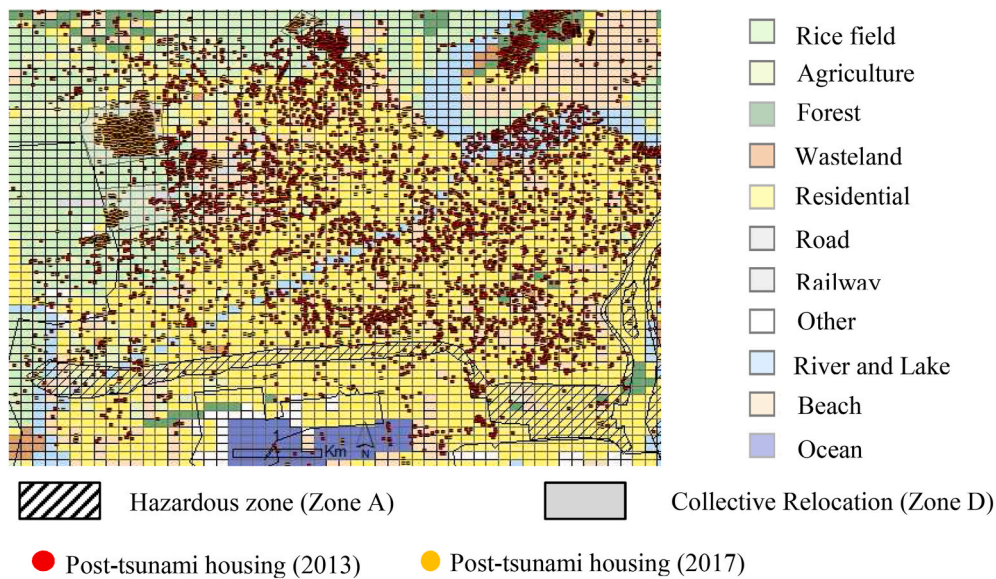 Rice field
Agriculture
Forest
Wasteland
Residential
Road
Railway
Other
River and Lake
Beach
Ocean
1
Km
N
Hazardous zone (Zone A)
Collective Relocation (Zone D)
Post-tsunami housing (2013)
Post-tsunami housing (2017)